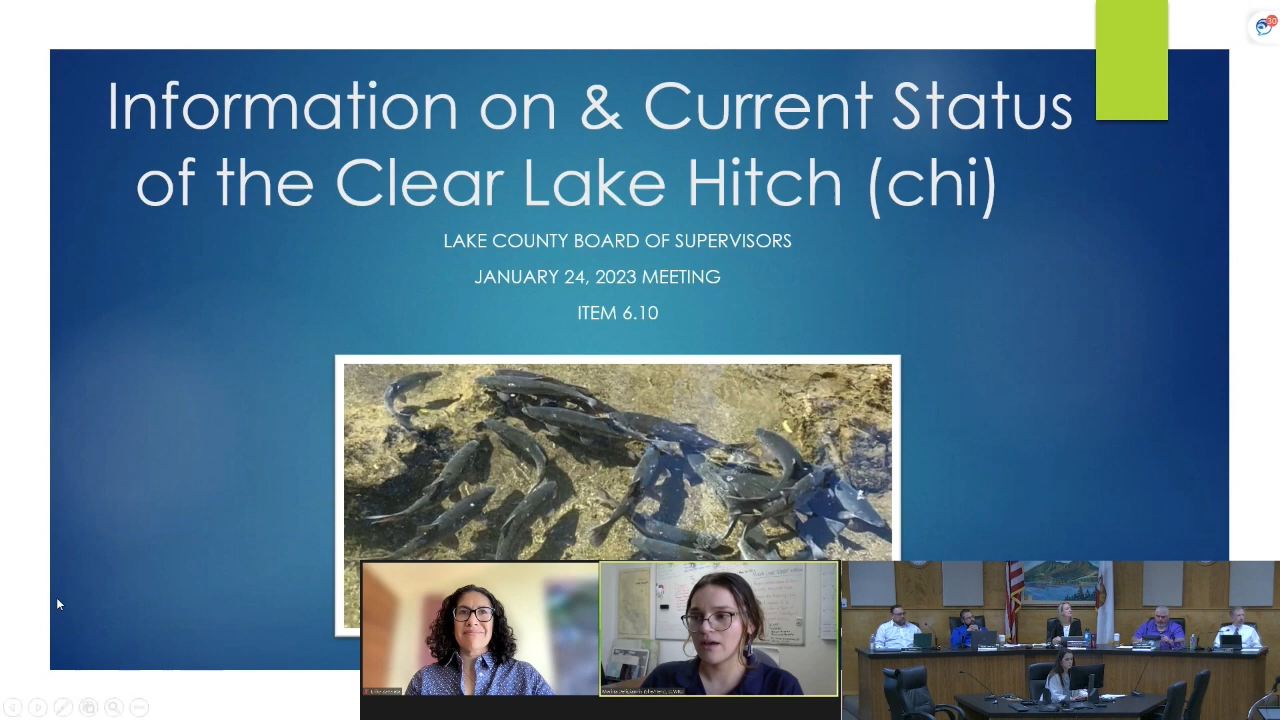 Information on & Current Status
of the Clear Lake Hitch (chi)
LAKE COUNTY BOARD OF SUPERVISORS
JANUARY 24, 2023 MEETING
ITEM 6.10